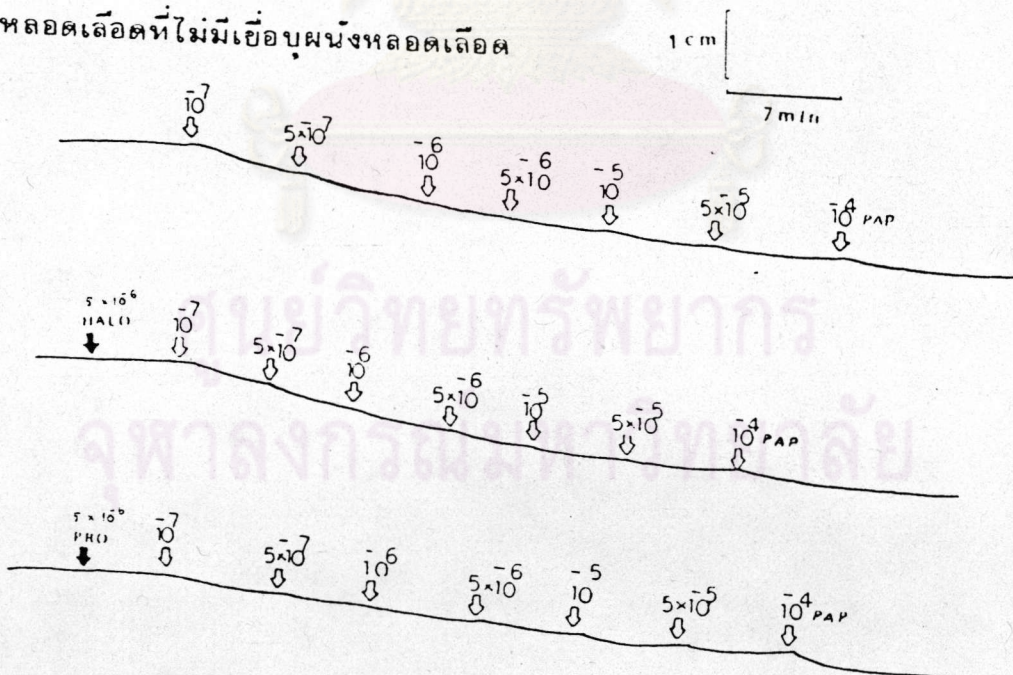 หลอดเลือดที่ไม่มีเยื่อบุผนังหลอดเลือด
1 cm
7 min
10⁻⁷
5×10⁻⁷
10⁻⁶
5×10⁻⁶
10⁻⁵
5×10⁻⁵
10⁻⁴ PAP
5 × 10⁻⁶
HALO
10⁻⁷
5×10⁻⁷
10⁻⁶
5×10⁻⁶
10⁻⁵
5×10⁻⁵
10⁻⁴ PAP
5 × 10⁻⁶
PRO
10⁻⁷
5×10⁻⁷
10⁻⁶
5×10⁻⁶
10⁻⁵
5×10⁻⁵
10⁻⁴ PAP
ศูนย์วิทยทรัพยากร
จุฬาลงกรณ์มหาวิทยาลัย